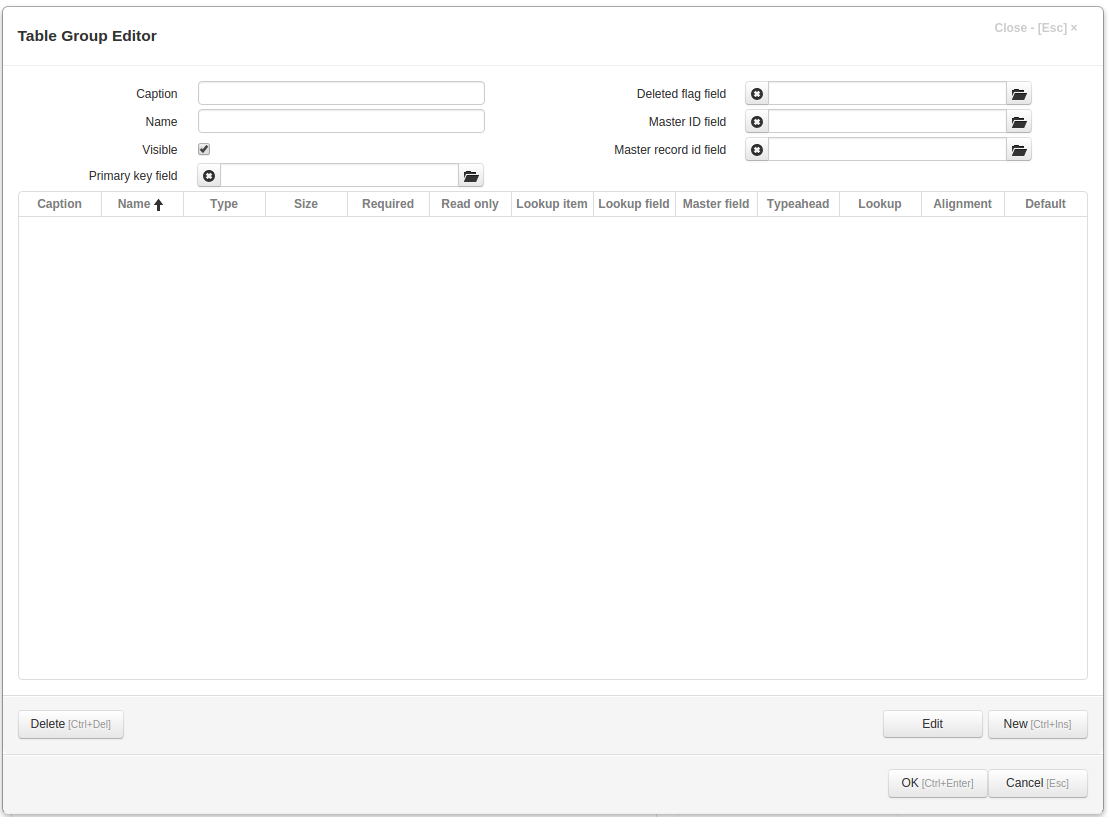 Table Group Editor
Close - [Esc] ×
Caption
Name
Visible
Primary key field
Deleted flag field
Master ID field
Master record id field
Caption Name Type Size Required Read only Lookup item Lookup field Master field Typeahead Lookup Alignment Default
Delete [Ctrl+Del] Edit New [Ctrl+Ins]
OK [Ctrl+Enter] Cancel [Esc]